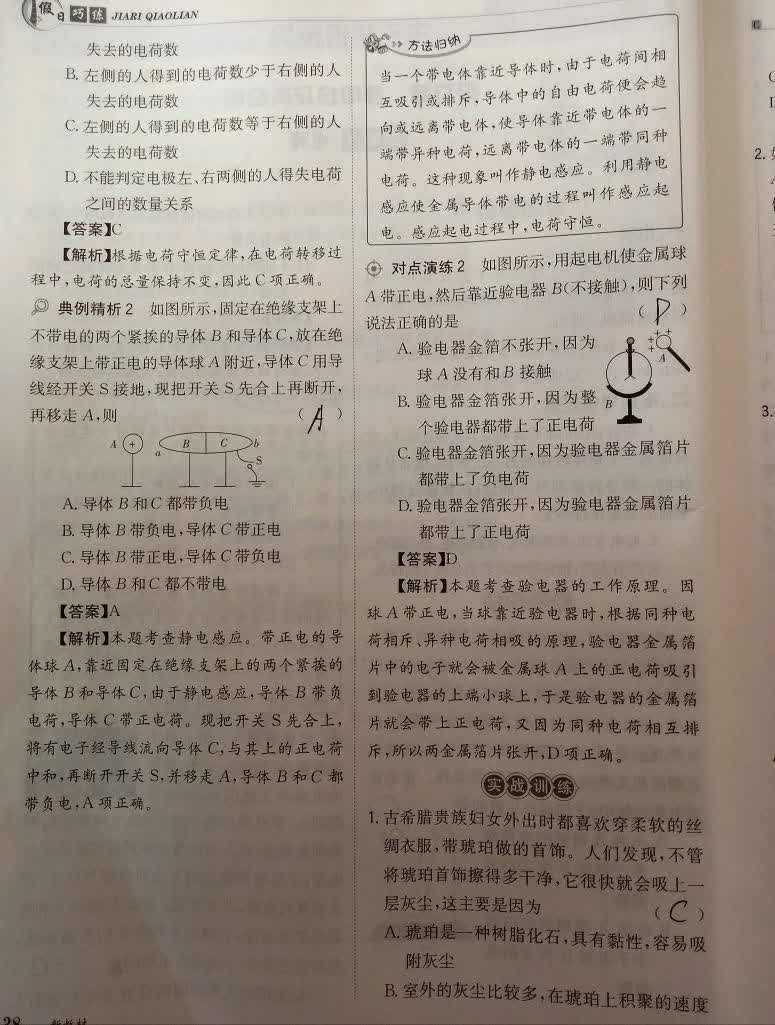 假日巧练 JIARI QIAOLIAN
失去的电荷数
B. 左侧的人得到的电荷数少于右侧的人
失去的电荷数
C. 左侧的人得到的电荷数等于右侧的人
失去的电荷数
D. 不能判定电极左、右两侧的人得失电荷
之间的数量关系
【答案】C
【解析】根据电荷守恒定律,在电荷转移过
程中,电荷的总量保持不变,因此 C 项正确。
典例精析 2 如图所示,固定在绝缘支架上
不带电的两个紧挨的导体 B 和导体 C,放在绝
缘支架上带正电的导体球 A 附近,导体 C 用导
线经开关 S 接地,现把开关 S 先合上再断开,
再移走 A,则 ( A )
A + a B C b S
A. 导体 B 和 C 都带负电
B. 导体 B 带负电,导体 C 带正电
C. 导体 B 带正电,导体 C 带负电
D. 导体 B 和 C 都不带电
【答案】A
【解析】本题考查静电感应。带正电的导
体球 A,靠近固定在绝缘支架上的两个紧挨的
导体 B 和导体 C,由于静电感应,导体 B 带负
电荷,导体 C 带正电荷。现把开关 S 先合上,
将有电子经导线流向导体 C,与其上的正电荷
中和,再断开开关 S,并移走 A,导体 B 和 C 都
带负电,A 项正确。
方法归纳
当一个带电体靠近导体时,由于电荷间相
互吸引或排斥,导体中的自由电荷便会趋
向或远离带电体,使导体靠近带电体的一
端带异种电荷,远离带电体的一端带同种
电荷。这种现象叫作静电感应。利用静电
感应使金属导体带电的过程叫作感应起
电。感应起电过程中,电荷守恒。
对点演练 2 如图所示,用起电机使金属球
A 带正电,然后靠近验电器 B(不接触),则下列
说法正确的是 ( D )
A. 验电器金箔不张开,因为
球 A 没有和 B 接触
B. 验电器金箔张开,因为整
个验电器都带上了正电荷
+ + + + A
B
C. 验电器金箔张开,因为验电器金属箔片
都带上了负电荷
D. 验电器金箔张开,因为验电器金属箔片
都带上了正电荷
【答案】D
【解析】本题考查验电器的工作原理。因
球 A 带正电,当球靠近验电器时,根据同种电
荷相斥、异种电荷相吸的原理,验电器金属箔
片中的电子就会被金属球 A 上的正电荷吸引
到验电器的上端小球上,于是验电器的金属箔
片就会带上正电荷,又因为同种电荷相互排
斥,所以两金属箔片张开,D 项正确。
实战训练
1. 古希腊贵族妇女外出时都喜欢穿柔软的丝
绸衣服,带琥珀做的首饰。人们发现,不管
将琥珀首饰擦得多干净,它很快就会吸上一
层灰尘,这主要是因为 ( C )
A. 琥珀是一种树脂化石,具有黏性,容易吸
附灰尘
B. 室外的灰尘比较多,在琥珀上积聚的速度
2.
3.